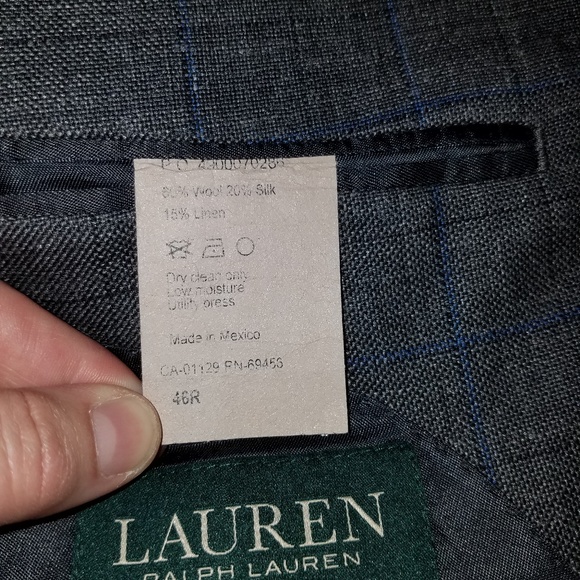 P.O.
65% Wool 20% Silk
15% Linen
Dry clean only
Low moisture
Utility press
Made in Mexico
CA-01129 RN-69456
46R
LAUREN
RALPH LAUREN